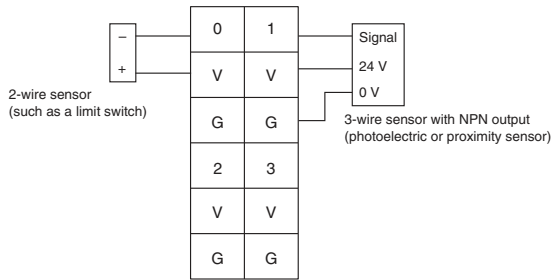 –
+
2-wire sensor
(such as a limit switch)
0 1
V V
G G
2 3
V V
G G
Signal
24 V
0 V
3-wire sensor with NPN output
(photoelectric or proximity sensor)